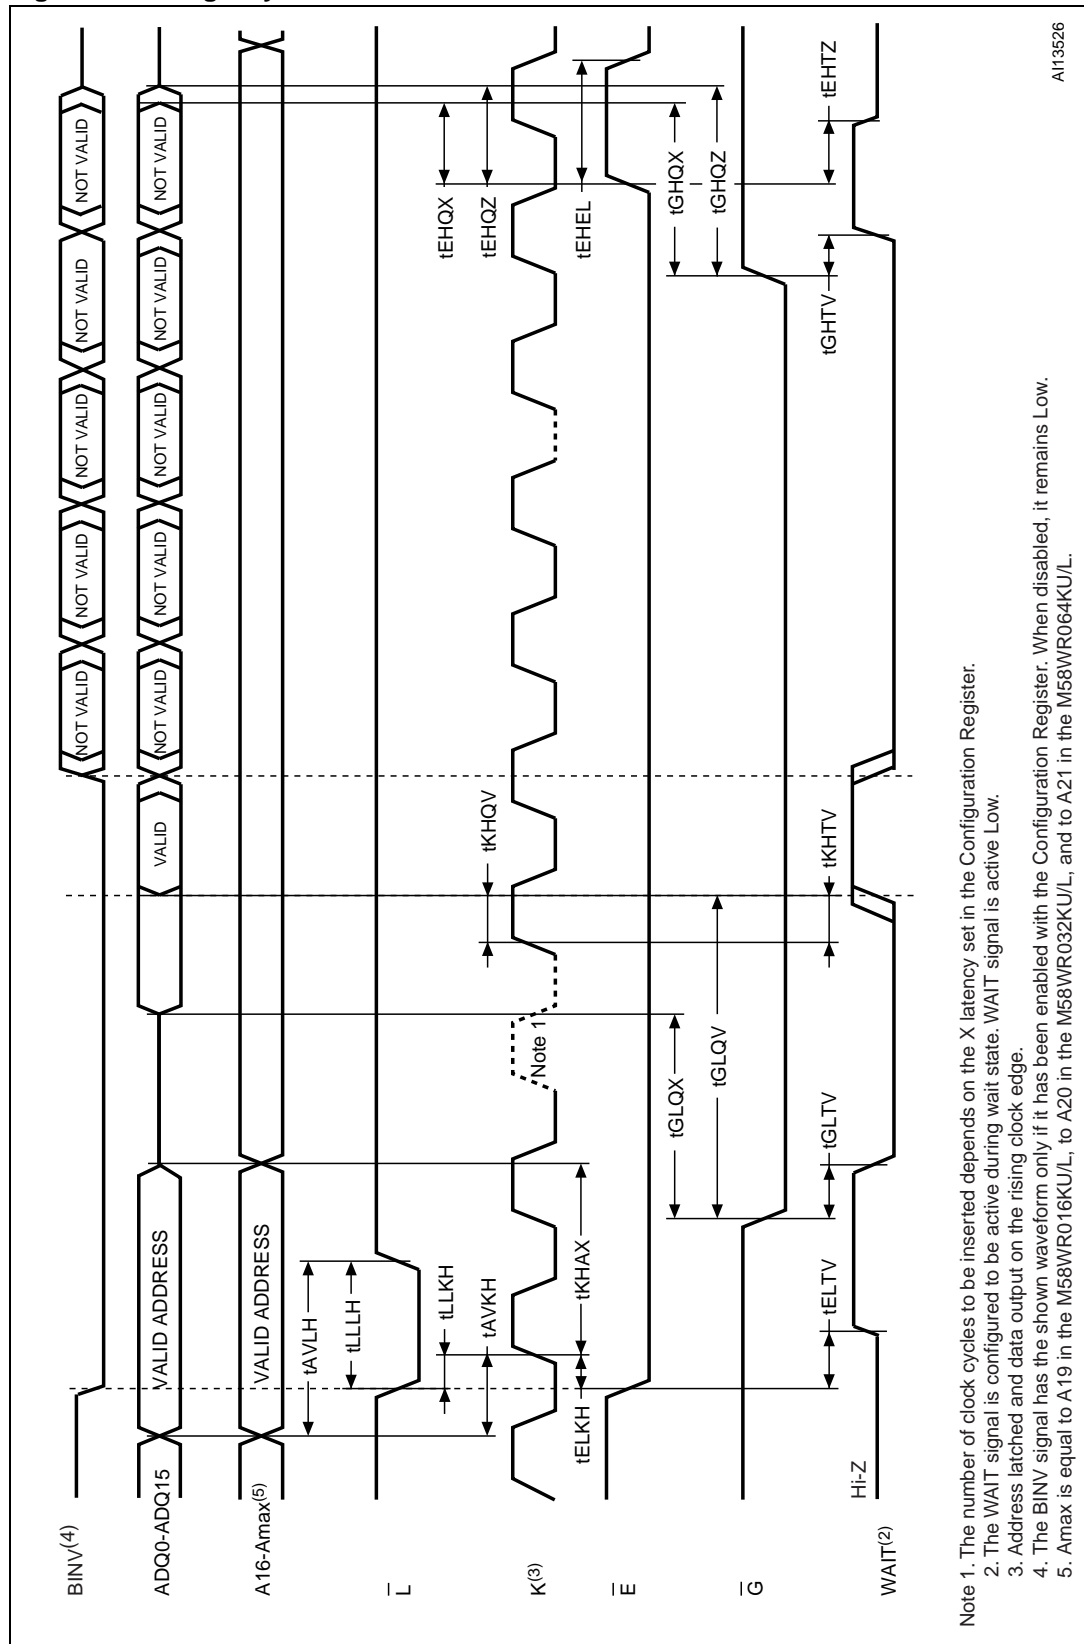 BINV(4)
NOT VALID
NOT VALID
NOT VALID
NOT VALID
NOT VALID
ADQ0-ADQ15
VALID ADDRESS
VALID
NOT VALID
NOT VALID
NOT VALID
NOT VALID
NOT VALID
A16-Amax(5)
VALID ADDRESS
tAVLH
tLLLH
L
tLLKH
tAVKH
tEHQX
tKHQV
tEHQZ
K(3)
Note 1
tELKH
tKHAX
tEHEL
E
tGLQX
tGHQX
tGLQV
tGHQZ
G
tELTV
tGLTV
tKHTV
tGHTV
tEHTZ
Hi-Z
WAIT(2)
Note 1. The number of clock cycles to be inserted depends on the X latency set in the Configuration Register.
2. The WAIT signal is configured to be active during wait state. WAIT signal is active Low.
3. Address latched and data output on the rising clock edge.
4. The BINV signal has the shown waveform only if it has been enabled with the Configuration Register. When disabled, it remains Low.
5. Amax is equal to A19 in the M58WR016KU/L, to A20 in the M58WR032KU/L, and to A21 in the M58WR064KU/L.
AI13526